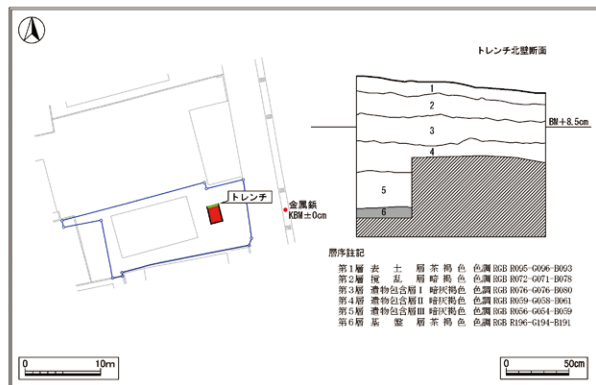 トレンチ北壁断面
1
2
BM+8.5cm
3
4
5
6
トレンチ
金属鋲
KBM±0cm
層序註記
第1層 表土層 茶褐色 色調 RGB R095-G096-B093
第2層 撹乱層 暗褐色 色調 RGB R072-G071-B078
第3層 遺物包含層Ⅰ 暗灰褐色 色調 RGB R076-G076-B080
第4層 遺物包含層Ⅱ 暗灰褐色 色調 RGB R059-G058-B061
第5層 遺物包含層Ⅲ 暗灰褐色 色調 RGB R056-G054-B059
第6層 基盤層 茶褐色 色調 RGB R196-G194-B191
0 10m
0 50cm